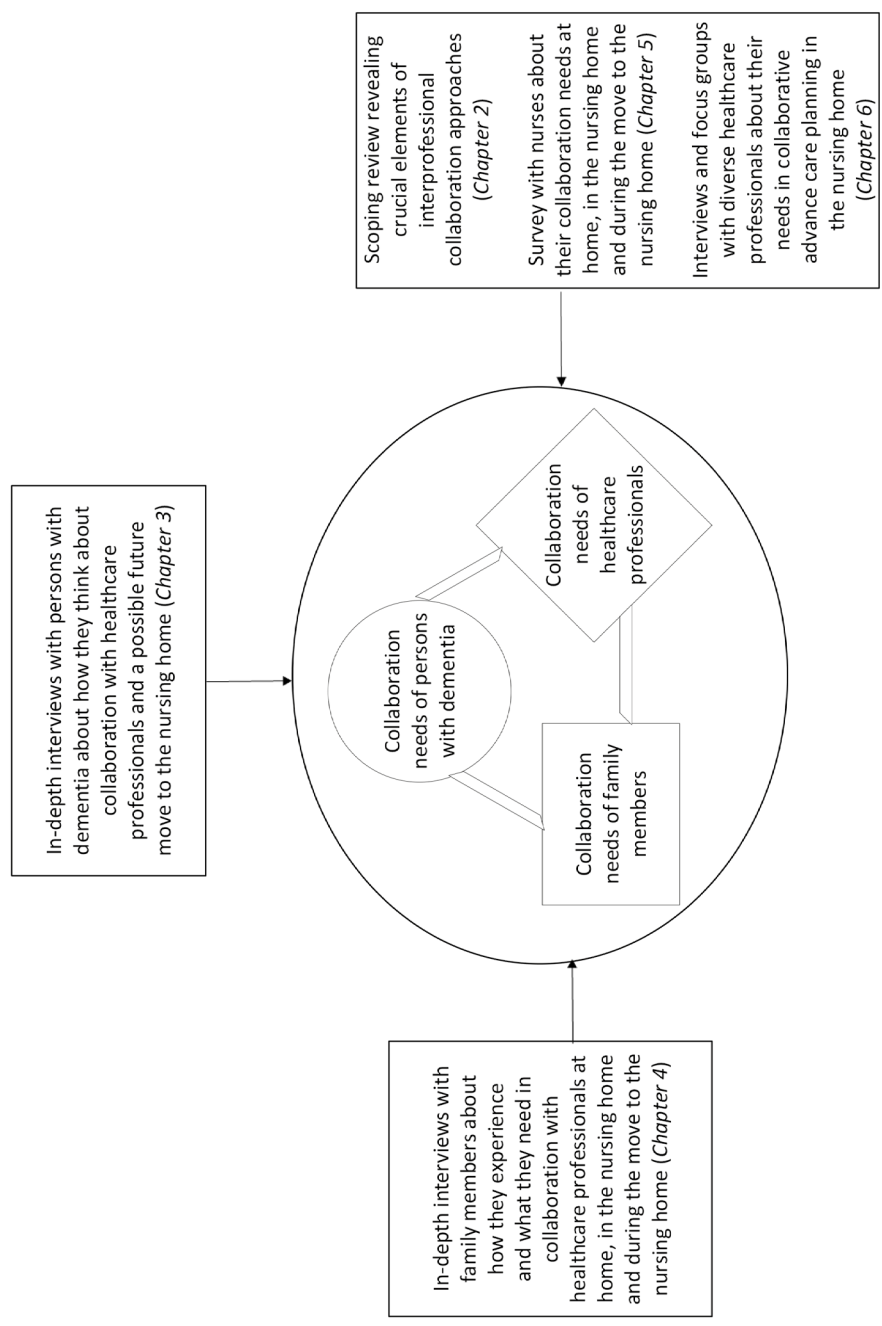 In-depth interviews with persons with
dementia about how they think about
collaboration with healthcare
professionals and a possible future
move to the nursing home (Chapter 3)
In-depth interviews with
family members about
how they experience
and what they need in
collaboration with
healthcare professionals at
home, in the nursing home
and during the move to the
nursing home (Chapter 4)
Collaboration
needs of persons
with dementia
Collaboration
needs of family
members
Collaboration
needs of
healthcare
professionals
Scoping review revealing
crucial elements of
interprofessional
collaboration approaches
(Chapter 2)
Survey with nurses about
their collaboration needs at
home, in the nursing home
and during the move to the
nursing home (Chapter 5)
Interviews and focus groups
with diverse healthcare
professionals about their
needs in collaborative
advance care planning in
the nursing home
(Chapter 6)